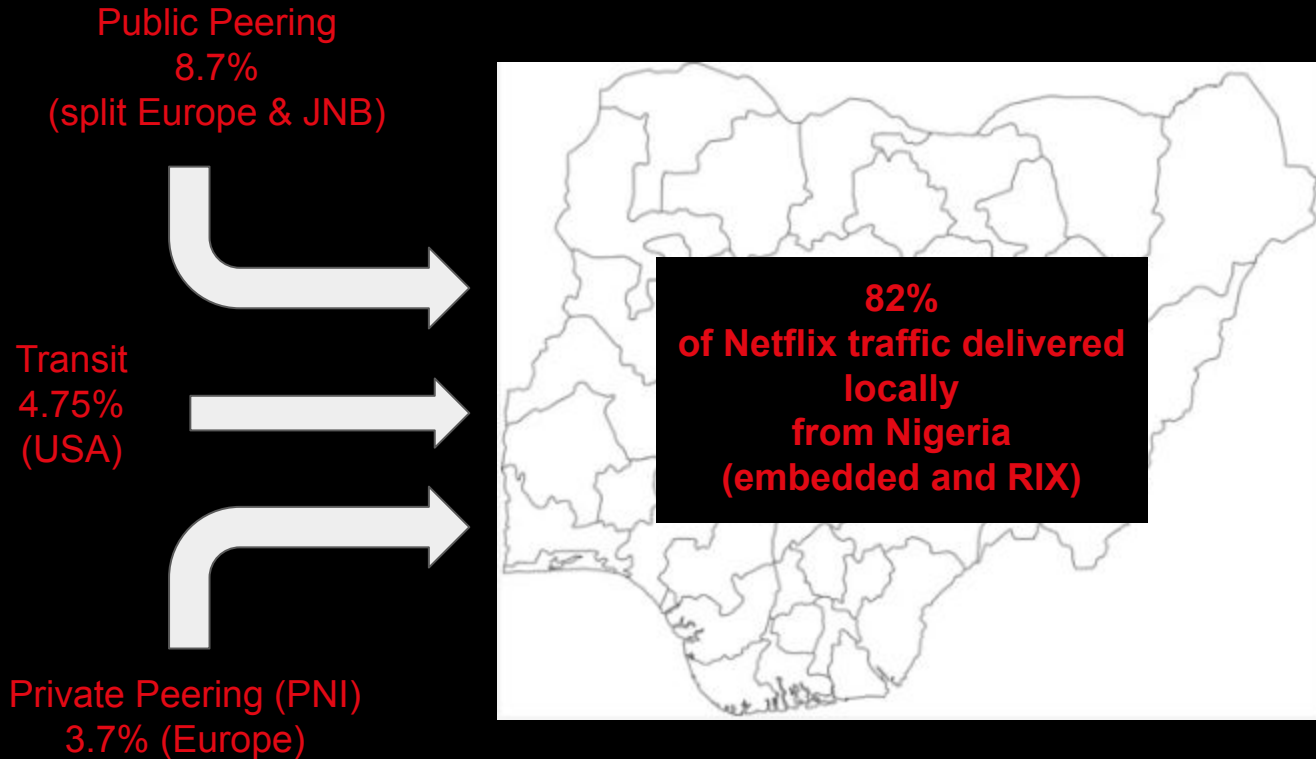 Public Peering
8.7%
(split Europe & JNB)
Transit
4.75%
(USA)
Private Peering (PNI)
3.7% (Europe)
82%
of Netflix traffic delivered
locally
from Nigeria
(embedded and RIX)